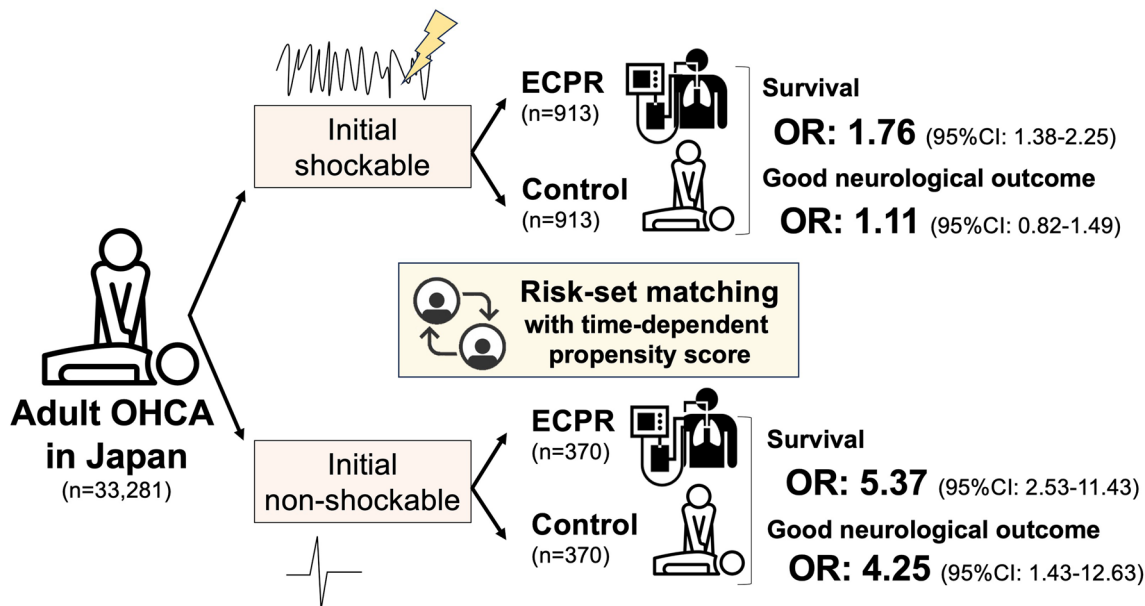 Adult OHCA
in Japan
(n=33,281)
Initial
shockable
ECPR
(n=913)
Control
(n=913)
Survival
OR: 1.76 (95%CI: 1.38-2.25)
Good neurological outcome
OR: 1.11 (95%CI: 0.82-1.49)
Risk-set matching
with time-dependent
propensity score
Initial
non-shockable
ECPR
(n=370)
Control
(n=370)
Survival
OR: 5.37 (95%CI: 2.53-11.43)
Good neurological outcome
OR: 4.25 (95%CI: 1.43-12.63)